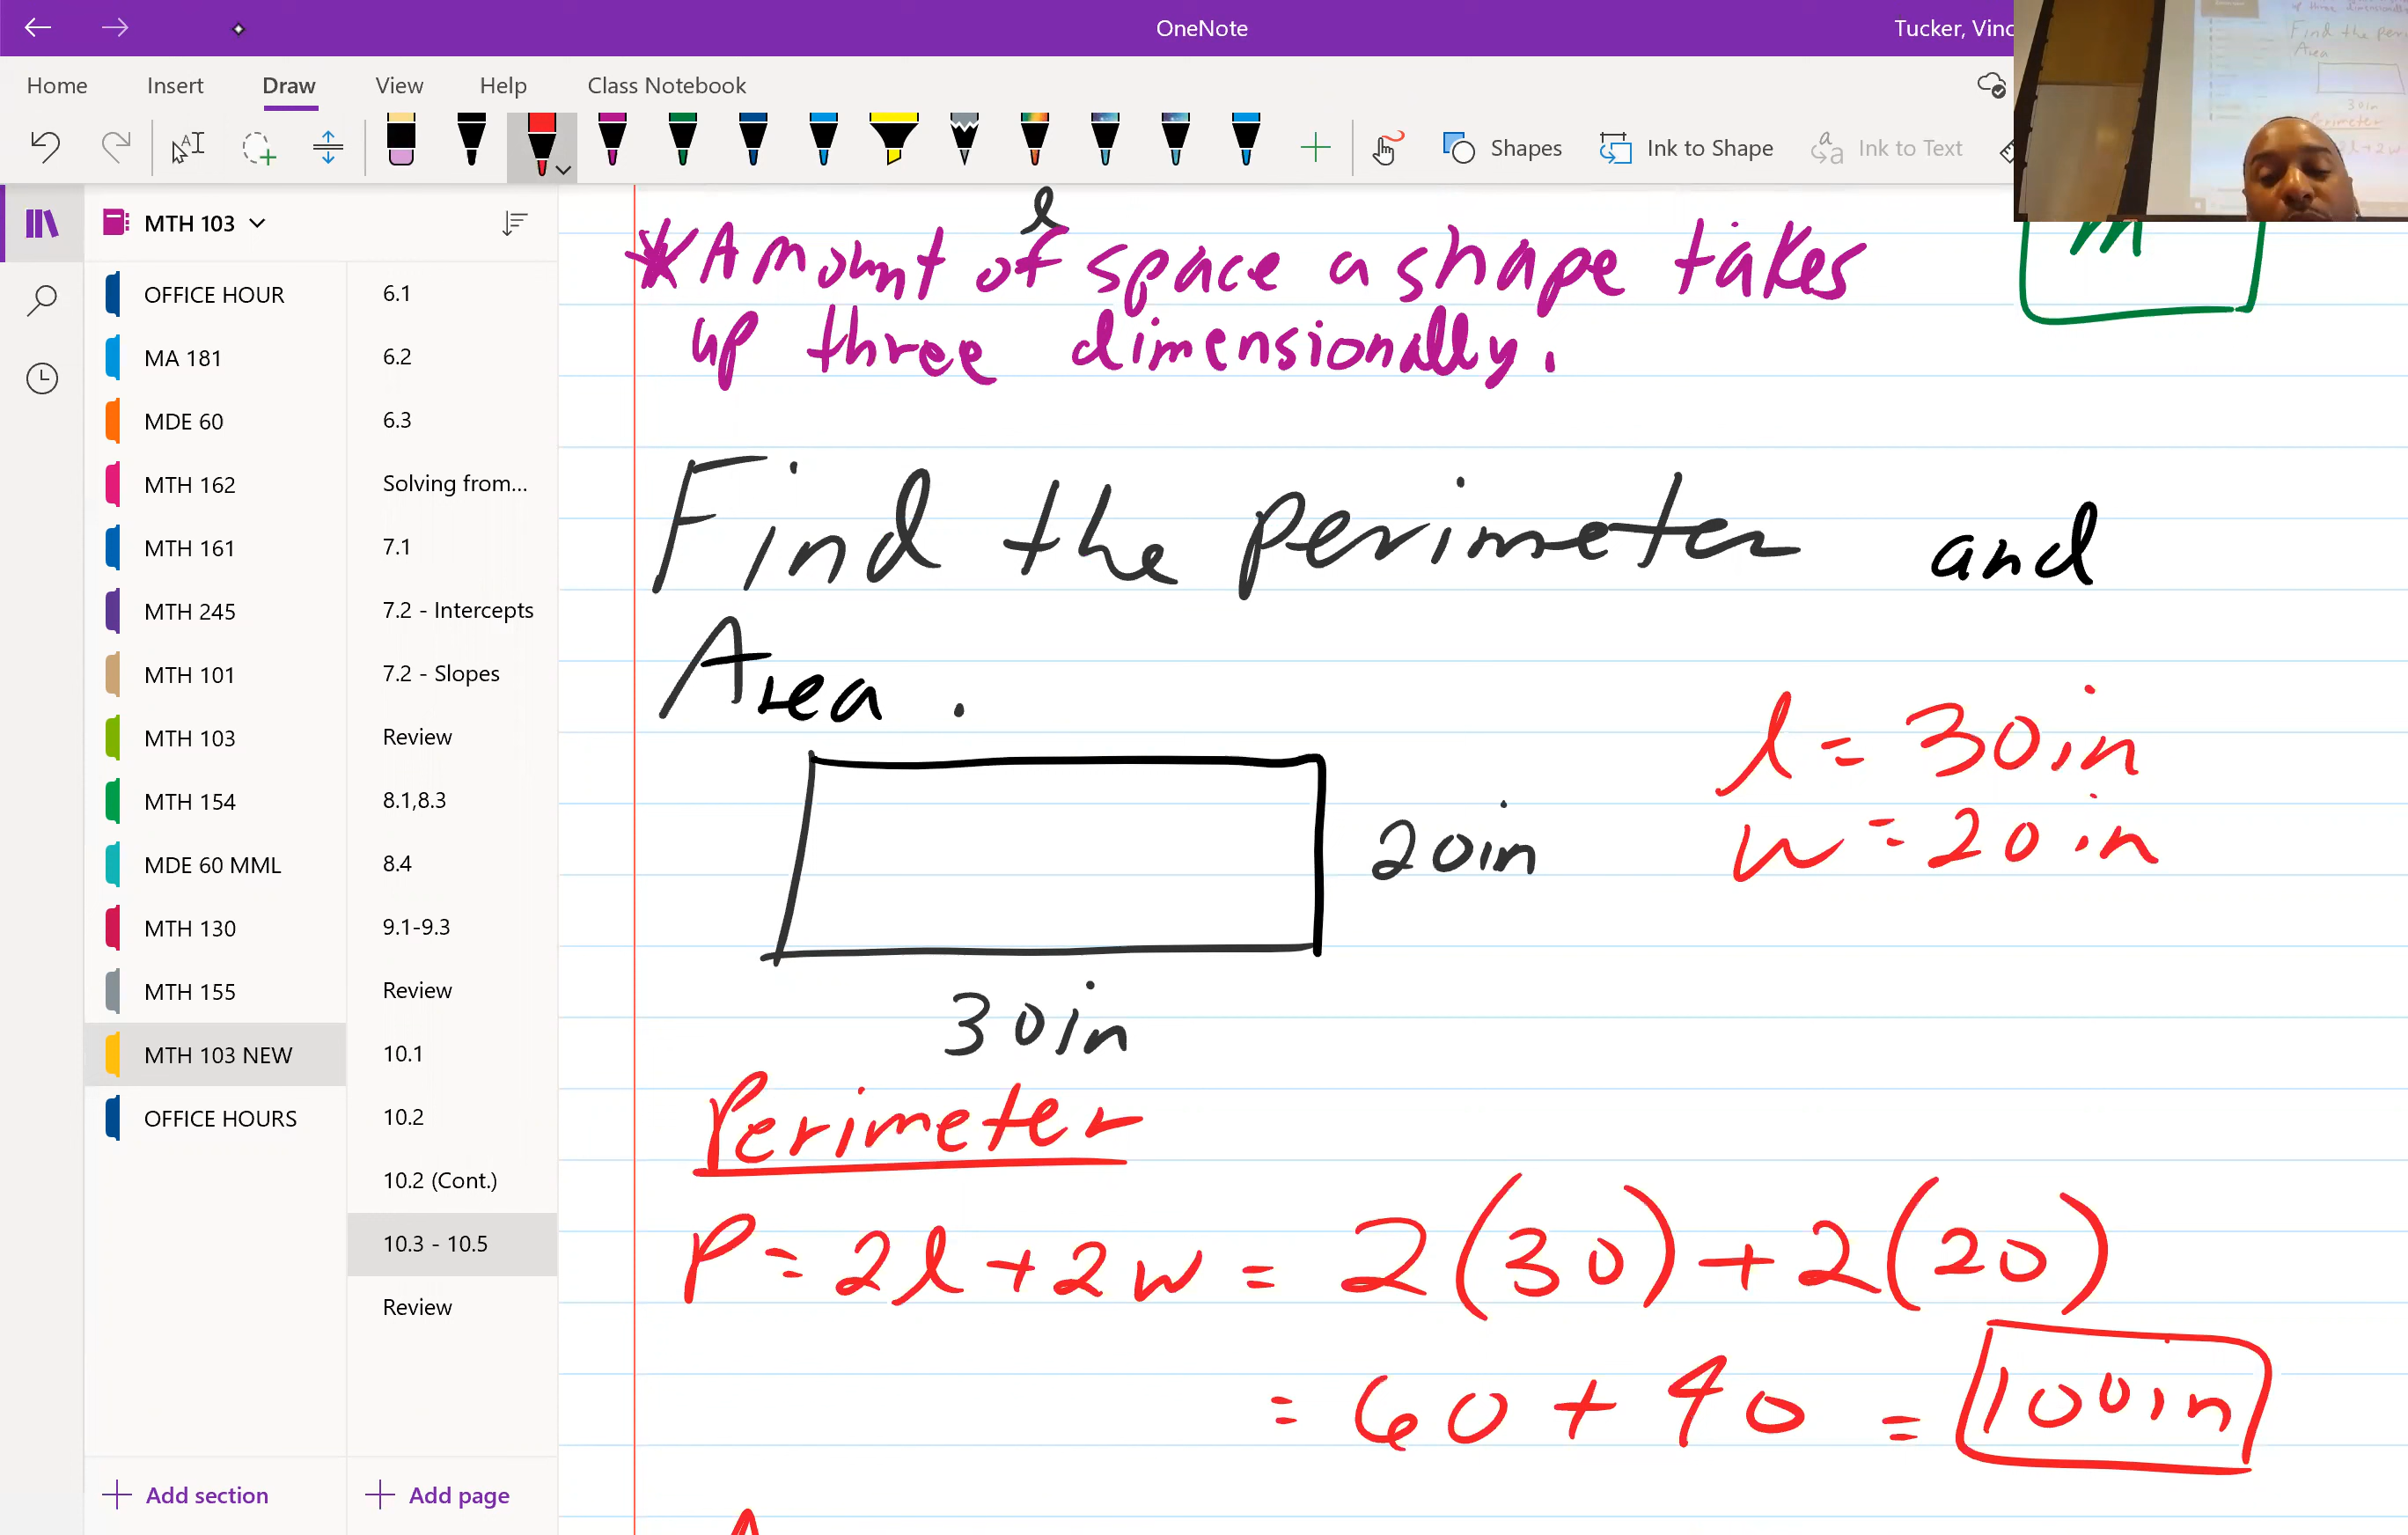 OneNote
Tucker, Vinc
Home Insert Draw View Help Class Notebook
Shapes Ink to Shape Ink to Text
MTH 103
OFFICE HOUR
MA 181
MDE 60
MTH 162
MTH 161
MTH 245
MTH 101
MTH 103
MTH 154
MDE 60 MML
MTH 130
MTH 155
MTH 103 NEW
OFFICE HOURS
Add section
6.1
6.2
6.3
Solving from...
7.1
7.2 - Intercepts
7.2 - Slopes
Review
8.1,8.3
8.4
9.1-9.3
Review
10.1
10.2
10.2 (Cont.)
10.3 - 10.5
Review
Add page
l
*Amount of space a shape takes
up three dimensionally.
m
Find the perimeter and
Area.
20in
30in
l = 30in
w = 20in
Perimeter
P = 2l + 2w = 2(30) + 2(20)
= 60 + 40 = 100in